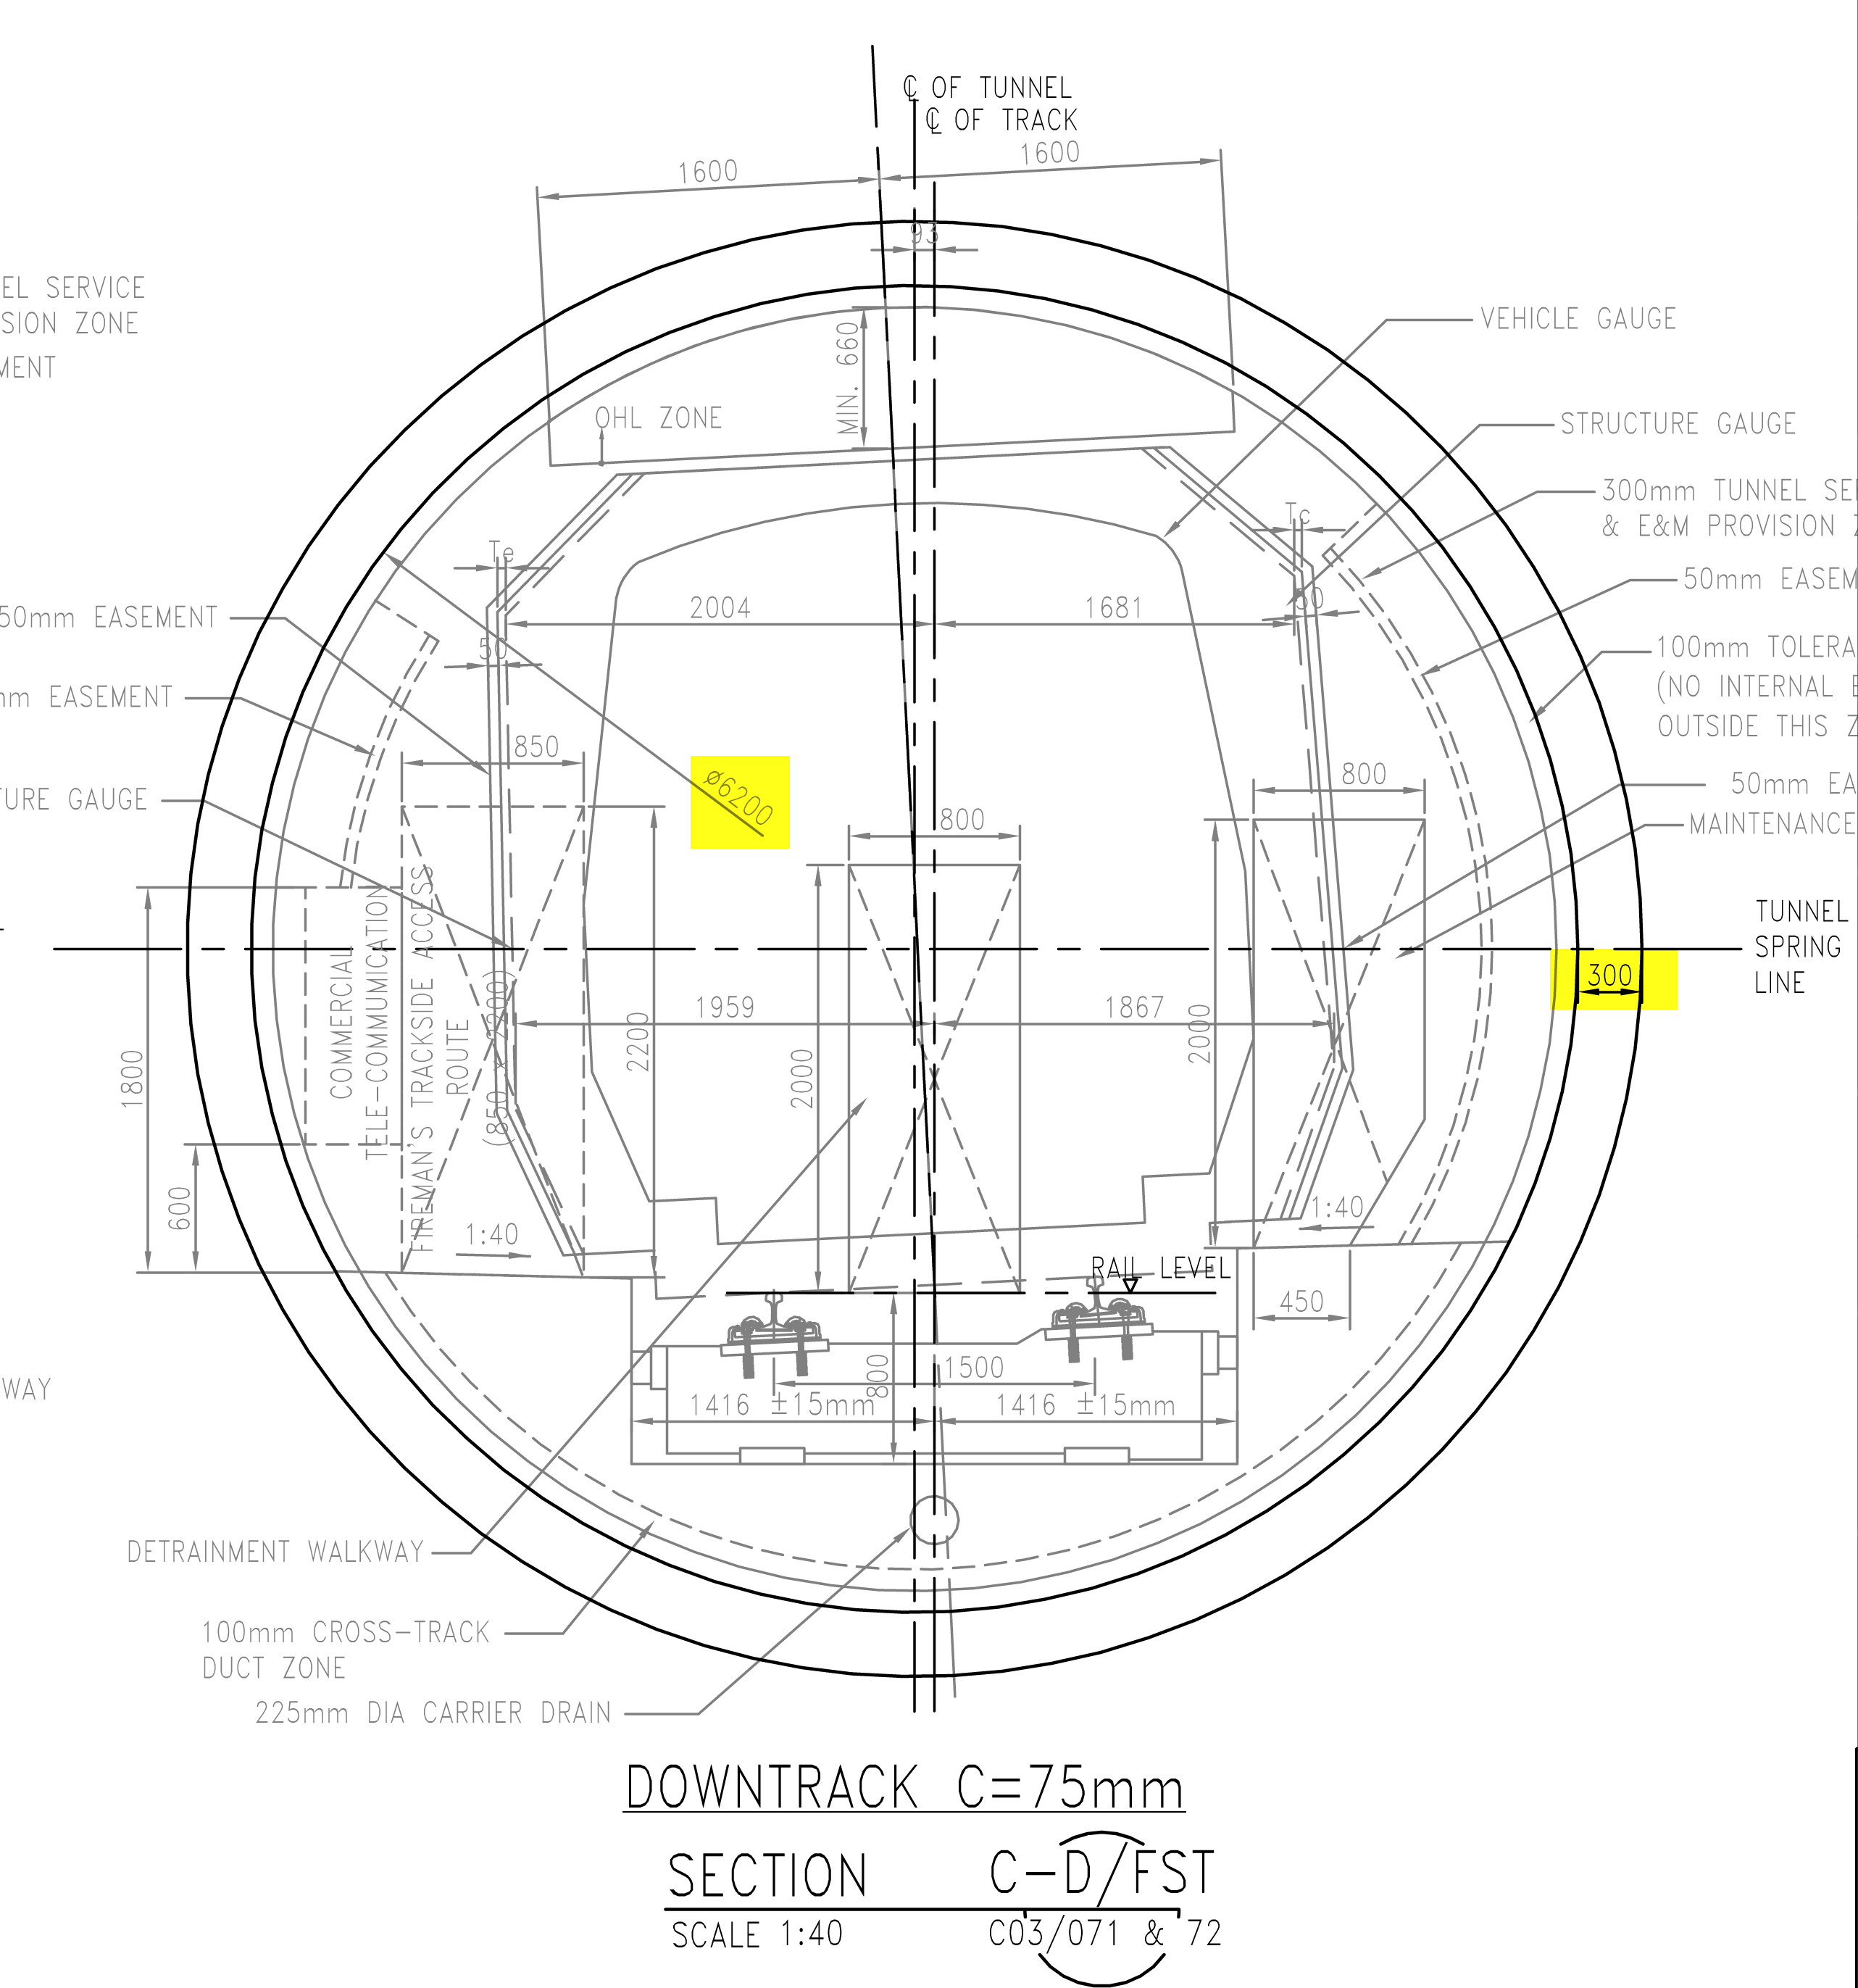 ℄ OF TUNNEL
℄ OF TRACK
1600
1600
93
EL SERVICE
SION ZONE
MENT
VEHICLE GAUGE
MIN. 660
OHL ZONE
STRUCTURE GAUGE
300mm TUNNEL SE
& E&M PROVISION Z
Tc
Te
50mm EASEM
50
2004
1681
50mm EASEMENT
50
100mm TOLERA
(NO INTERNAL E
OUTSIDE THIS Z
mm EASEMENT
850
ø6200
800
50mm EA
TURE GAUGE
800
MAINTENANCE
TUNNEL
SPRING
LINE
300
COMMERCIAL
TELE-COMMUMICATION
FIREMAN'S TRACKSIDE ACCESS
ROUTE
(850 x 2200)
1959
1867
2200
2000
2000
1800
600
1:40
1:40
RAIL LEVEL
450
800
1500
1416 ±15mm
1416 ±15mm
WAY
DETRAINMENT WALKWAY
100mm CROSS-TRACK
DUCT ZONE
225mm DIA CARRIER DRAIN
DOWNTRACK C=75mm
SECTION C-D/FST
SCALE 1:40 C03/071 & 72